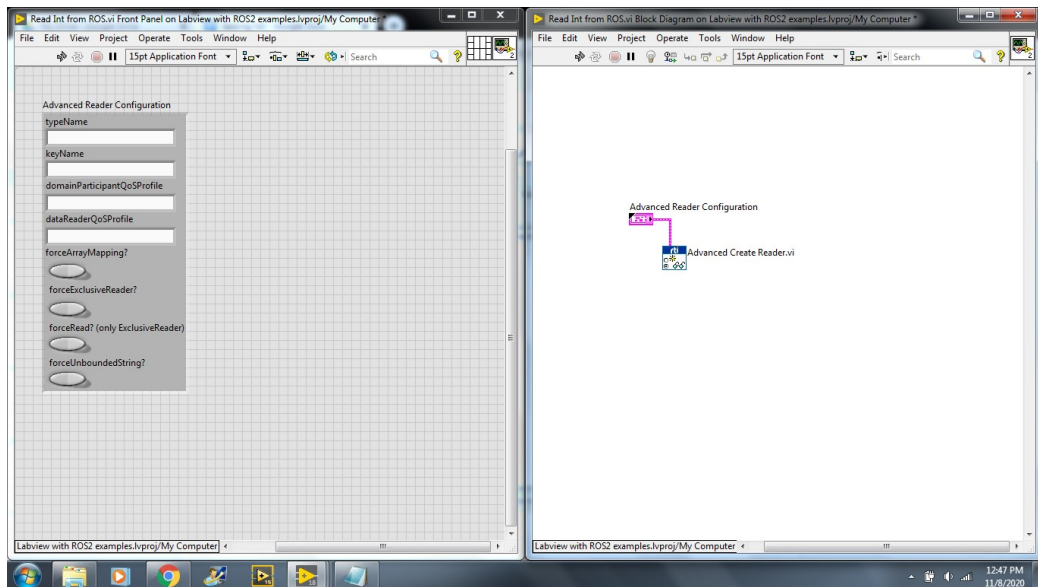 Read Int from ROS.vi Front Panel on Labview with ROS2 examples.lvproj/My Computer *
File Edit View Project Operate Tools Window Help
15pt Application Font
Search
2
Advanced Reader Configuration
typeName
keyName
domainParticipantQoSProfile
dataReaderQoSProfile
forceArrayMapping?
forceExclusiveReader?
forceRead? (only ExclusiveReader)
forceUnboundedString?
Labview with ROS2 examples.lvproj/My Computer
Read Int from ROS.vi Block Diagram on Labview with ROS2 examples.lvproj/My Computer *
File Edit View Project Operate Tools Window Help
15pt Application Font
Search
2
Advanced Reader Configuration
rti
Advanced Create Reader.vi
Labview with ROS2 examples.lvproj/My Computer
12:47 PM
11/8/2020